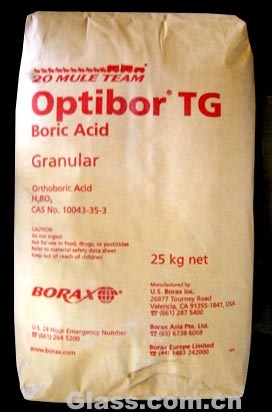 20 MULE TEAM
Optibor® TG
Boric Acid
Granular
Orthoboric Acid
H₃BO₃
CAS No. 10043-35-3
CAUTION
Do not ingest
Not for use in food, drugs, or pesticides
Refer to material safety data sheet
Keep out of reach of children
25 kg net
BORAX
Manufactured by
U.S. Borax Inc.
26877 Tourney Road
Valencia, CA 91355-1847, USA
☎ (661) 287 5400
Borax Asia Pte. Ltd.
☎ (65) 6738 6068
Borax Europe Limited
☎ (44) 1483 242000
U.S. 24 Hour Emergency Number
☎ (661) 284 5200
www.borax.com
Glass.com.cn